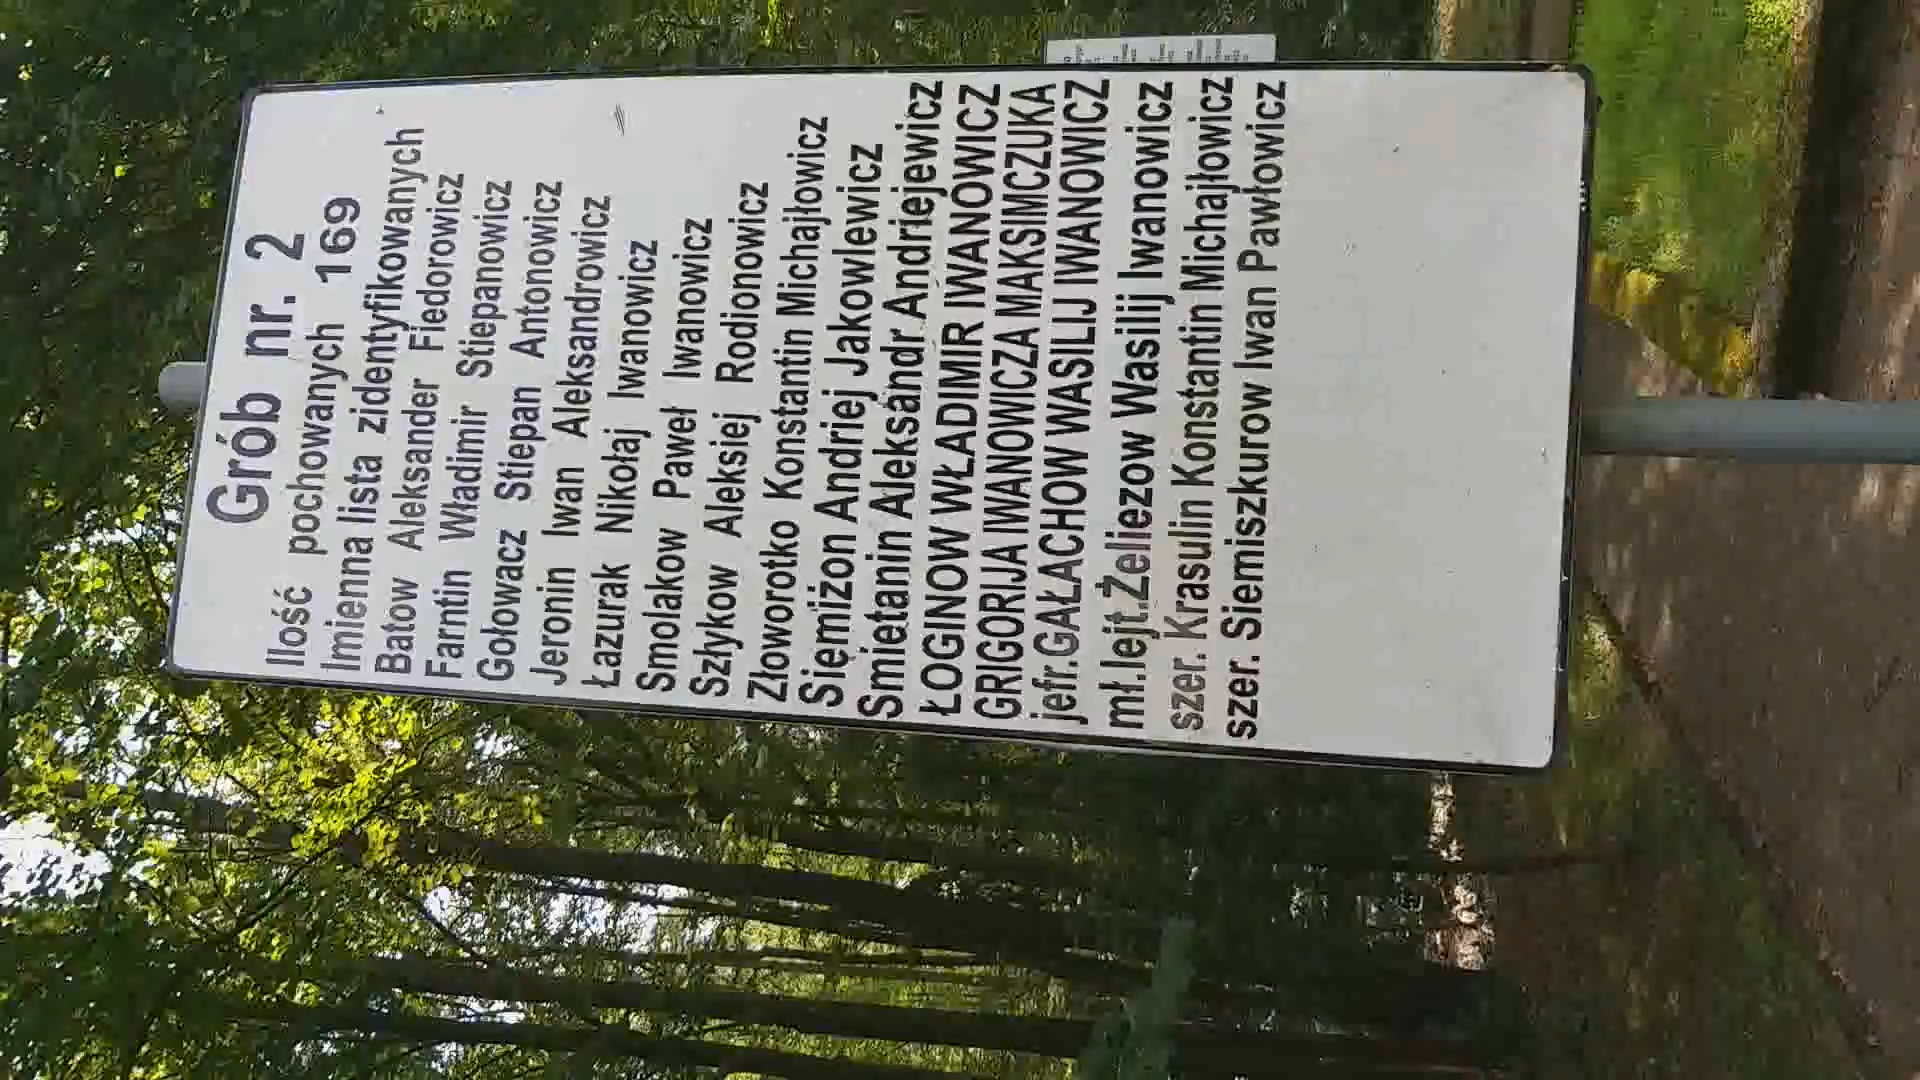 Grób nr. 2
Ilość pochowanych 169
Imienna lista zidentyfikowanych
Batow Aleksander Fiedorowicz
Farntin Władimir Stiepanowicz
Gołowacz Stiepan Antonowicz
Jeronin Iwan Aleksandrowicz
Łazurak Nikołaj Iwanowicz
Smolakow Paweł Iwanowicz
Szłykow Aleksiej Rodionowicz
Złoworotko Konstantin Michajłowicz
Siemiżon Andriej Jakowlewicz
Smietanin Aleksandr Andriejewicz
ŁOGINOW WŁADIMIR IWANOWICZ
GRIGORIJA IWANOWICZA MAKSIMCZUKA
jefr.GAŁACHOW WASILIJ IWANOWICZ
mł.lejt.Żeliezow Wasilij Iwanowicz
szer. Krasulin Konstantin Michajłowicz
szer. Siemiszkurow Iwan Pawłowicz